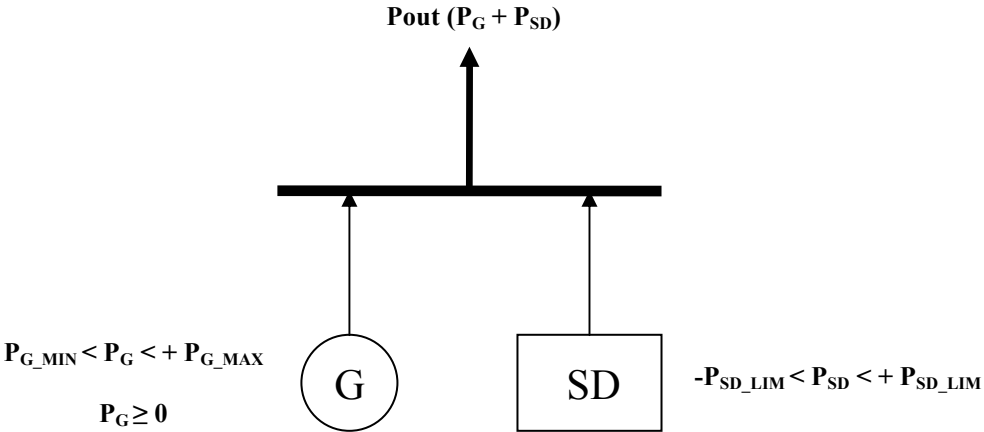 Pout (P_G + P_SD)
P_G_MIN < P_G < + P_G_MAX
G
SD
-P_SD_LIM < P_SD < + P_SD_LIM
P_G ≥ 0